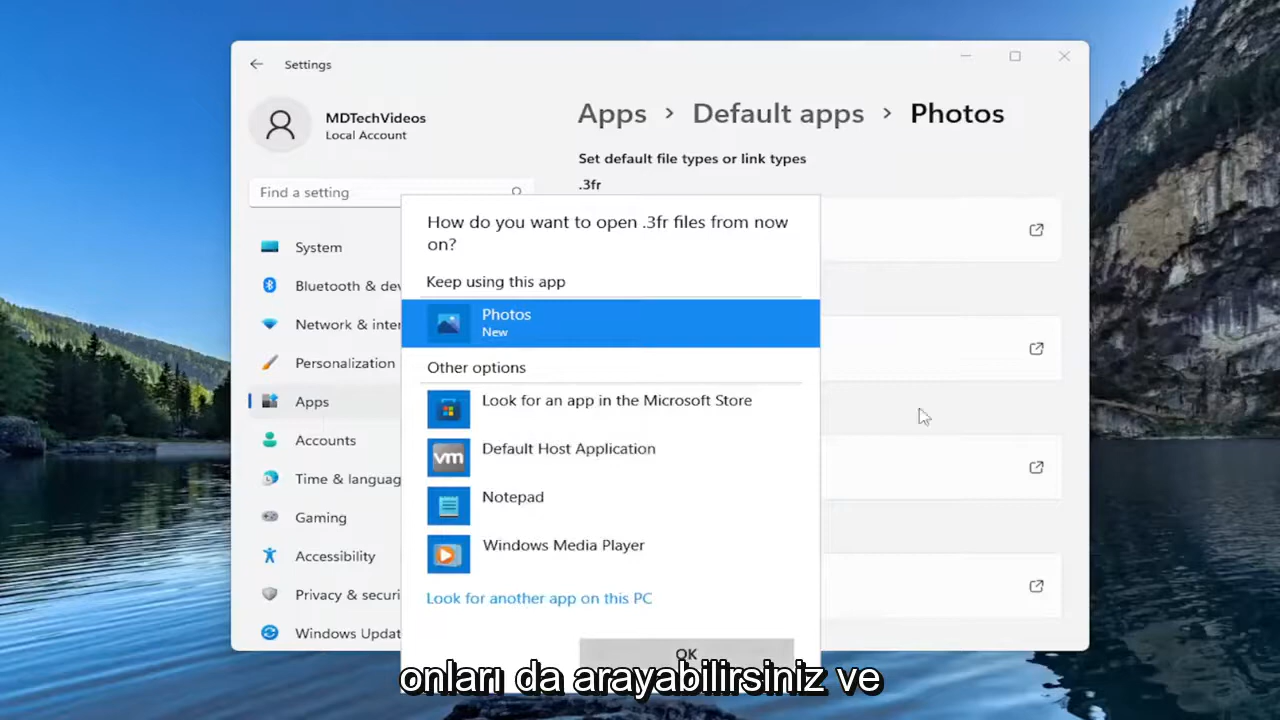 Settings
MDTechVideos
Local Account
Find a setting
System
Bluetooth & dev
Network & inter
Personalization
Apps
Accounts
Time & languag
Gaming
Accessibility
Privacy & securi
Windows Updat
Apps > Default apps > Photos
Set default file types or link types
.3fr
How do you want to open .3fr files from now
on?
Keep using this app
Photos
New
Other options
Look for an app in the Microsoft Store
vm
Default Host Application
Notepad
Windows Media Player
Look for another app on this PC
OK
onları da arayabilirsiniz ve